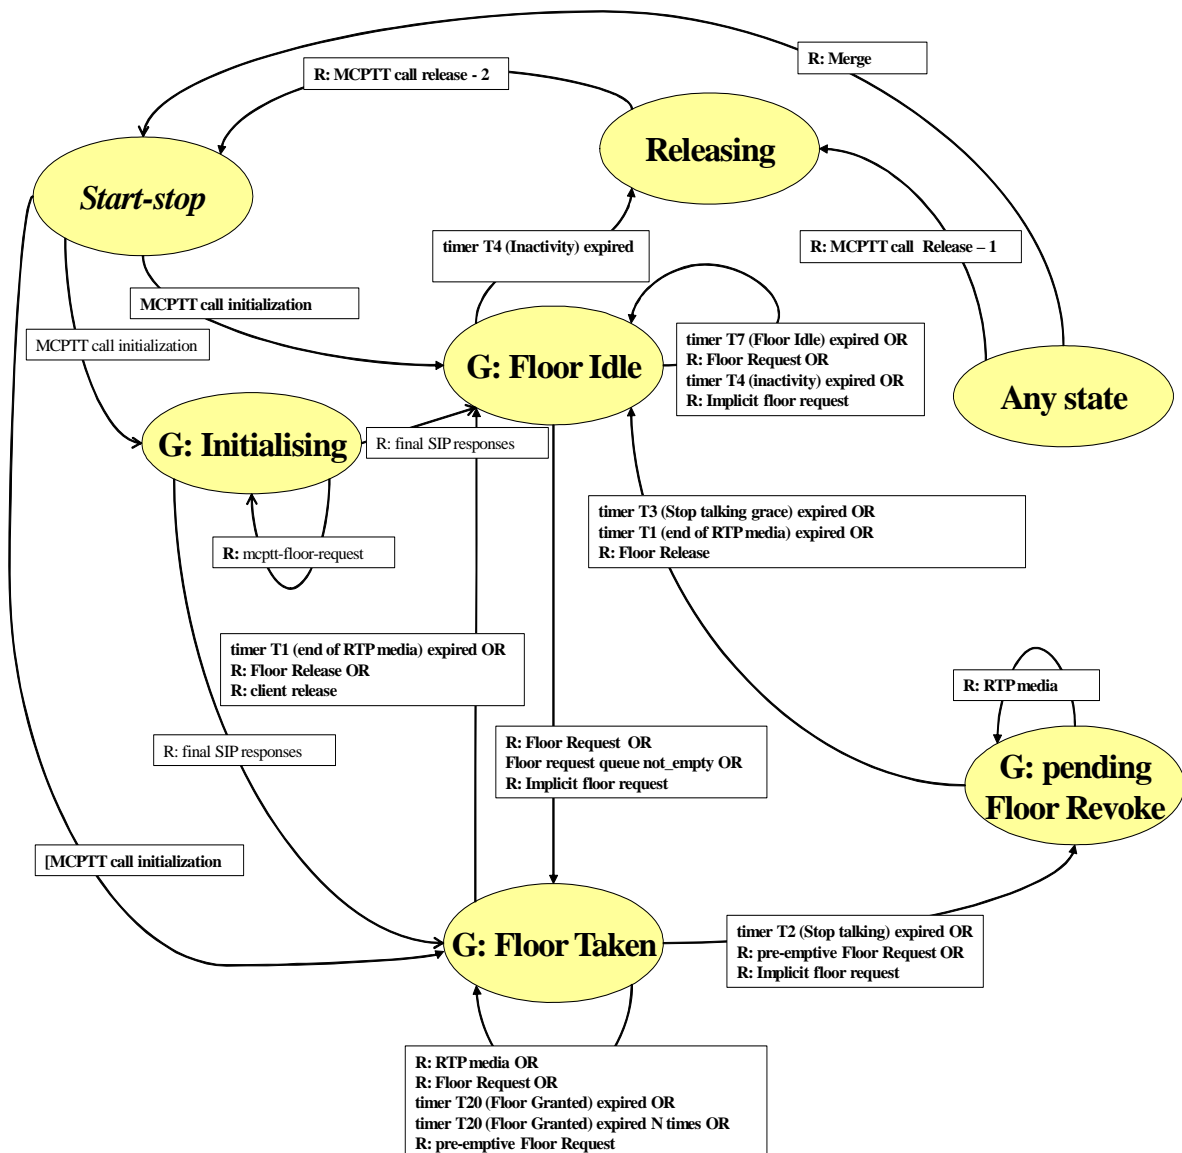 R: Merge
R: MCPTT call release - 2
Releasing
Start-stop
timer T4 (Inactivity) expired
R: MCPTT call Release – 1
MCPTT call initialization
MCPTT call initialization
G: Floor Idle
timer T7 (Floor Idle) expired OR
R: Floor Request OR
timer T4 (inactivity) expired OR
R: Implicit floor request
Any state
G: Initialising
R: final SIP responses
R: mcptt-floor-request
timer T3 (Stop talking grace) expired OR
timer T1 (end of RTP media) expired OR
R: Floor Release
timer T1 (end of RTP media) expired OR
R: Floor Release OR
R: client release
R: RTP media
R: final SIP responses
R: Floor Request OR
Floor request queue not_empty OR
R: Implicit floor request
G: pending
Floor Revoke
[MCPTT call initialization
G: Floor Taken
timer T2 (Stop talking) expired OR
R: pre-emptive Floor Request OR
R: Implicit floor request
R: RTP media OR
R: Floor Request OR
timer T20 (Floor Granted) expired OR
timer T20 (Floor Granted) expired N times OR
R: pre-emptive Floor Request